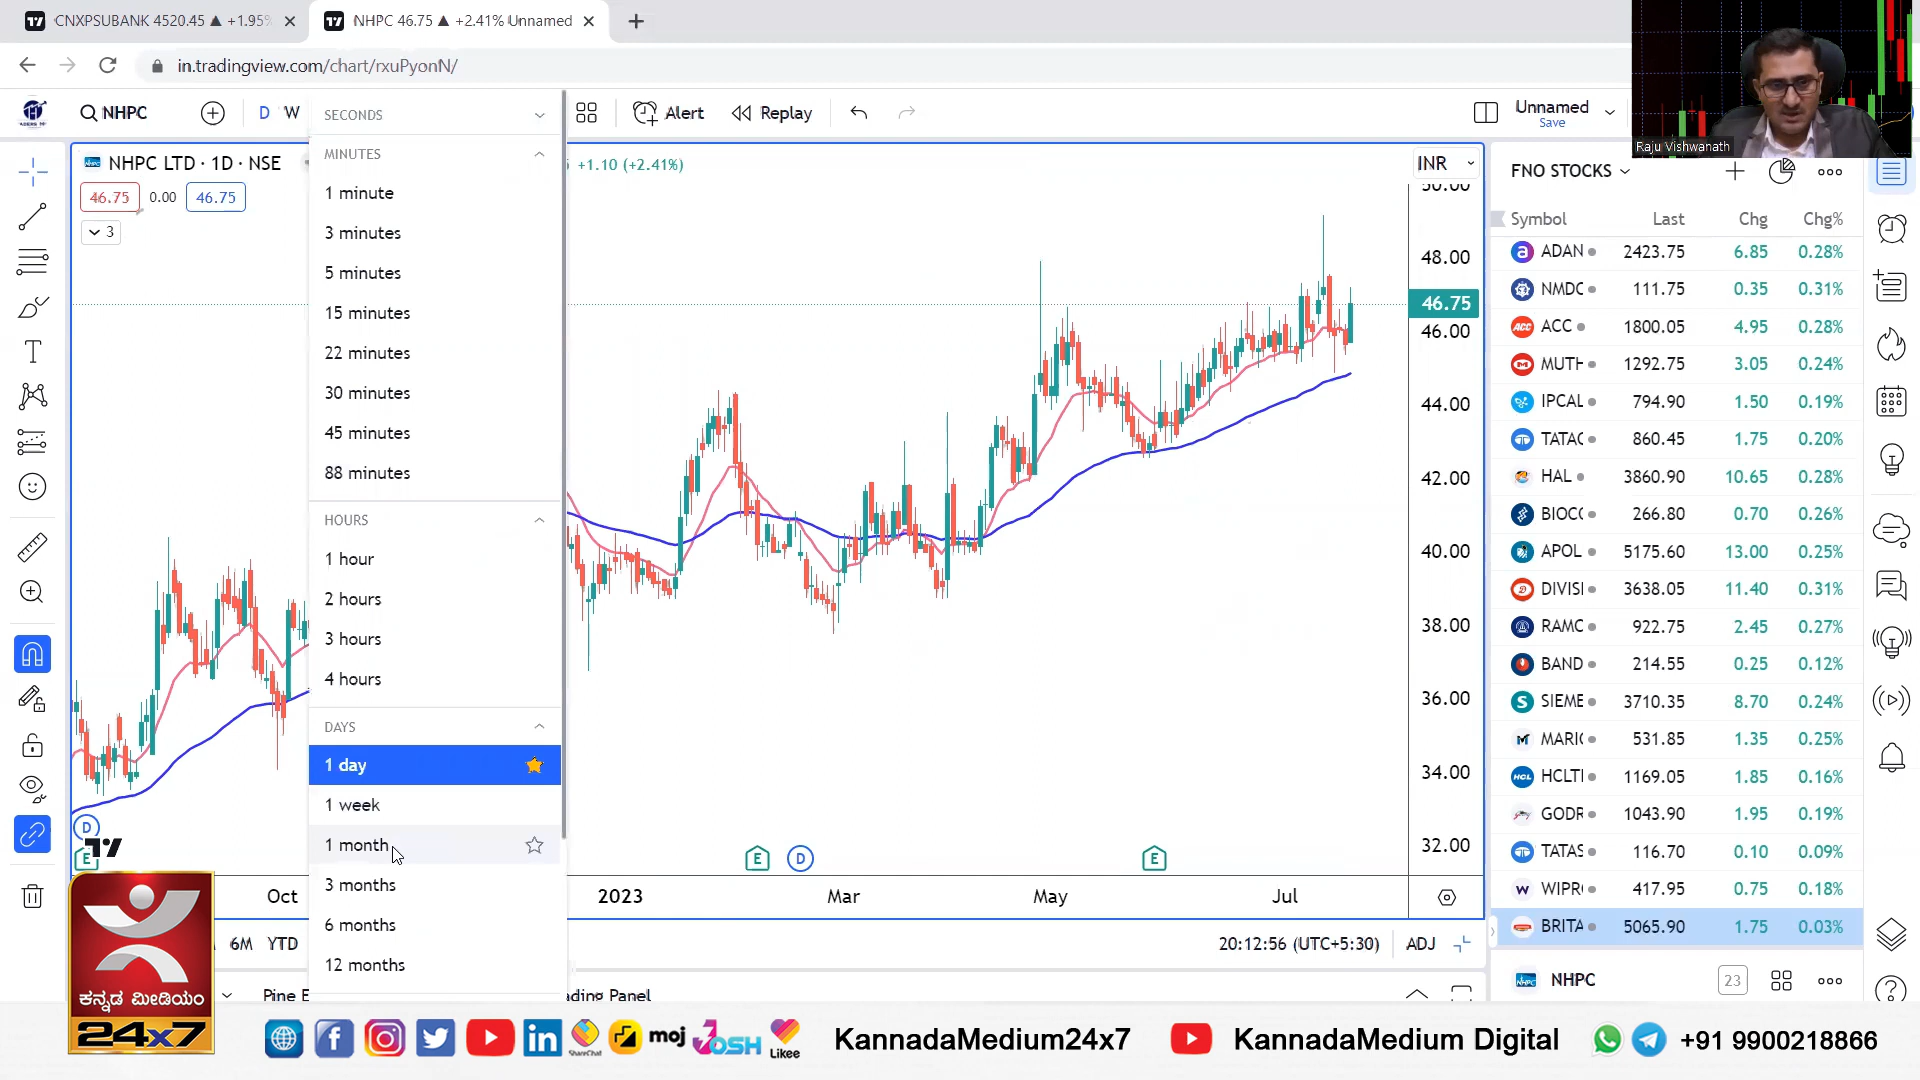 CNXPSUBANK 4520.45 ▲ +1.95%
NHPC 46.75 ▲ +2.41% Unnamed
in.tradingview.com/chart/rxuPyonN/
NHPC
D W
Alert
Replay
Unnamed
Save
Raju Vishwanath
NHPC LTD · 1D · NSE
+1.10 (+2.41%)
46.75 0.00 46.75
3
SECONDS
MINUTES
1 minute
3 minutes
5 minutes
15 minutes
22 minutes
30 minutes
45 minutes
88 minutes
HOURS
1 hour
2 hours
3 hours
4 hours
DAYS
1 day
1 week
1 month
3 months
6 months
12 months
INR
50.00
48.00
46.75
46.00
44.00
42.00
40.00
38.00
36.00
34.00
32.00
D
E
E D E
Oct 2023 Mar May Jul
6M YTD
20:12:56 (UTC+5:30) ADJ
Pine E
ading Panel
FNO STOCKS
Symbol Last Chg Chg%
ADAN 2423.75 6.85 0.28%
NMDC 111.75 0.35 0.31%
ACC 1800.05 4.95 0.28%
MUTH 1292.75 3.05 0.24%
IPCAL 794.90 1.50 0.19%
TATAC 860.45 1.75 0.20%
HAL 3860.90 10.65 0.28%
BIOCO 266.80 0.70 0.26%
APOL 5175.60 13.00 0.25%
DIVISI 3638.05 11.40 0.31%
RAMC 922.75 2.45 0.27%
BAND 214.55 0.25 0.12%
SIEME 3710.35 8.70 0.24%
MARIC 531.85 1.35 0.25%
HCLTI 1169.05 1.85 0.16%
GODR 1043.90 1.95 0.19%
TATAS 116.70 0.10 0.09%
WIPR 417.95 0.75 0.18%
BRITA 5065.90 1.75 0.03%
NHPC
23
ಕನ್ನಡ ಮೀಡಿಯಂ
24x7
ShareChat
moj
JOSH
Likee
KannadaMedium24x7
KannadaMedium Digital
+91 9900218866